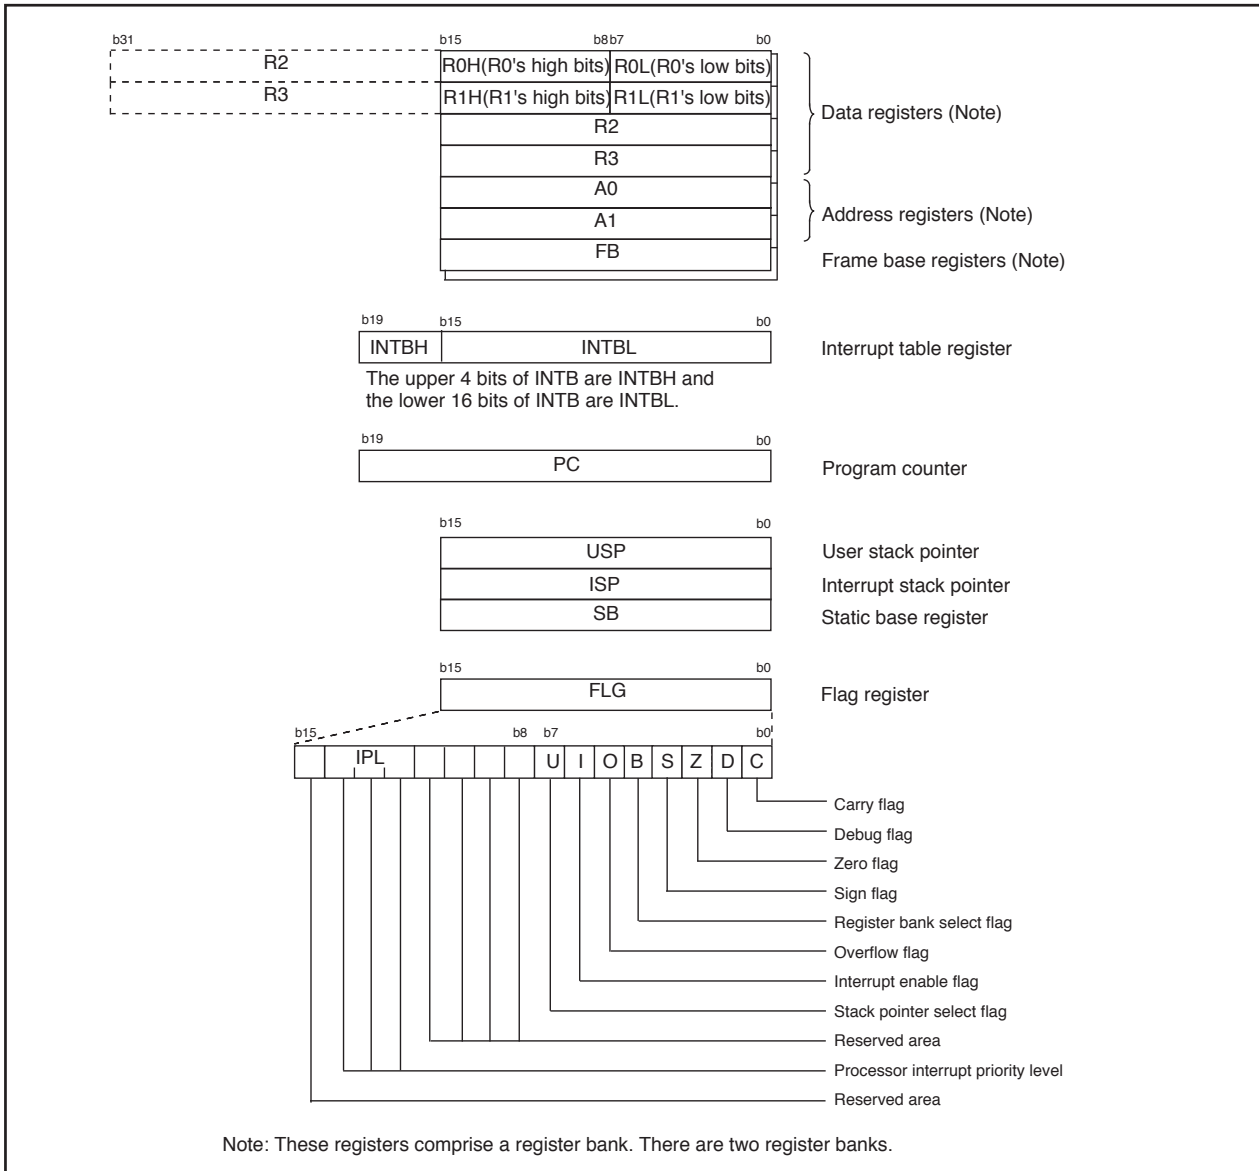 b31 b15 b8b7 b0
R2 R0H(R0's high bits) R0L(R0's low bits)
R3 R1H(R1's high bits) R1L(R1's low bits)
Data registers (Note)
R2
R3
A0
Address registers (Note)
A1
FB
Frame base registers (Note)
b19 b15 b0
INTBH INTBL Interrupt table register
The upper 4 bits of INTB are INTBH and
the lower 16 bits of INTB are INTBL.
b19 b0
PC Program counter
b15 b0
USP User stack pointer
ISP Interrupt stack pointer
SB Static base register
b15 b0
FLG Flag register
b15 b8 b7 b0
IPL U I O B S Z D C
Carry flag
Debug flag
Zero flag
Sign flag
Register bank select flag
Overflow flag
Interrupt enable flag
Stack pointer select flag
Reserved area
Processor interrupt priority level
Reserved area
Note: These registers comprise a register bank. There are two register banks.